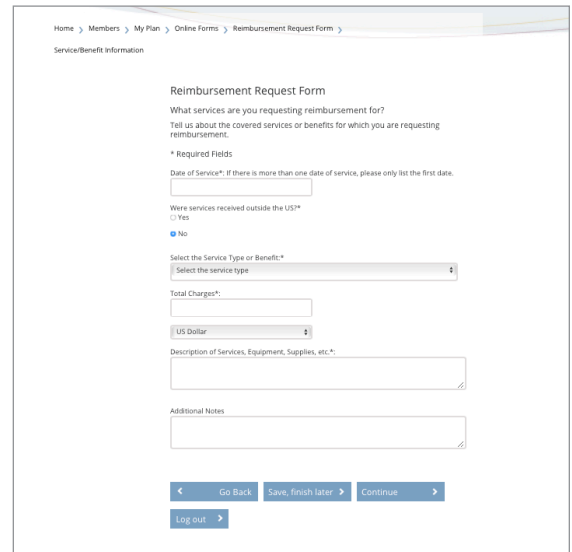 Home > Members > My Plan > Online Forms > Reimbursement Request Form >
Service/Benefit Information
Reimbursement Request Form
What services are you requesting reimbursement for?
Tell us about the covered services or benefits for which you are requesting
reimbursement.
* Required Fields
Date of Service*: If there is more than one date of service, please only list the first date.
Were services received outside the US?*
Yes
No
Select the Service Type or Benefit:*
Select the service type
Total Charges*:
US Dollar
Description of Services, Equipment, Supplies, etc.*:
Additional Notes
Go Back Save, finish later Continue
Log out